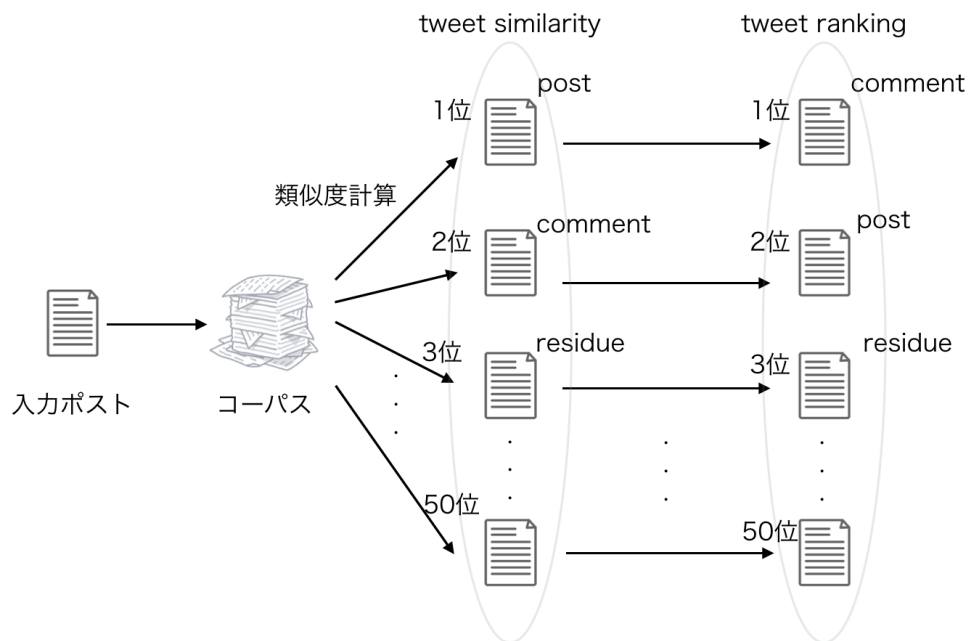 tweet similarity
tweet ranking
post
comment
1位
1位
類似度計算
comment
post
2位
2位
residue
residue
3位
3位
入力ポスト
コーパス
50位
50位